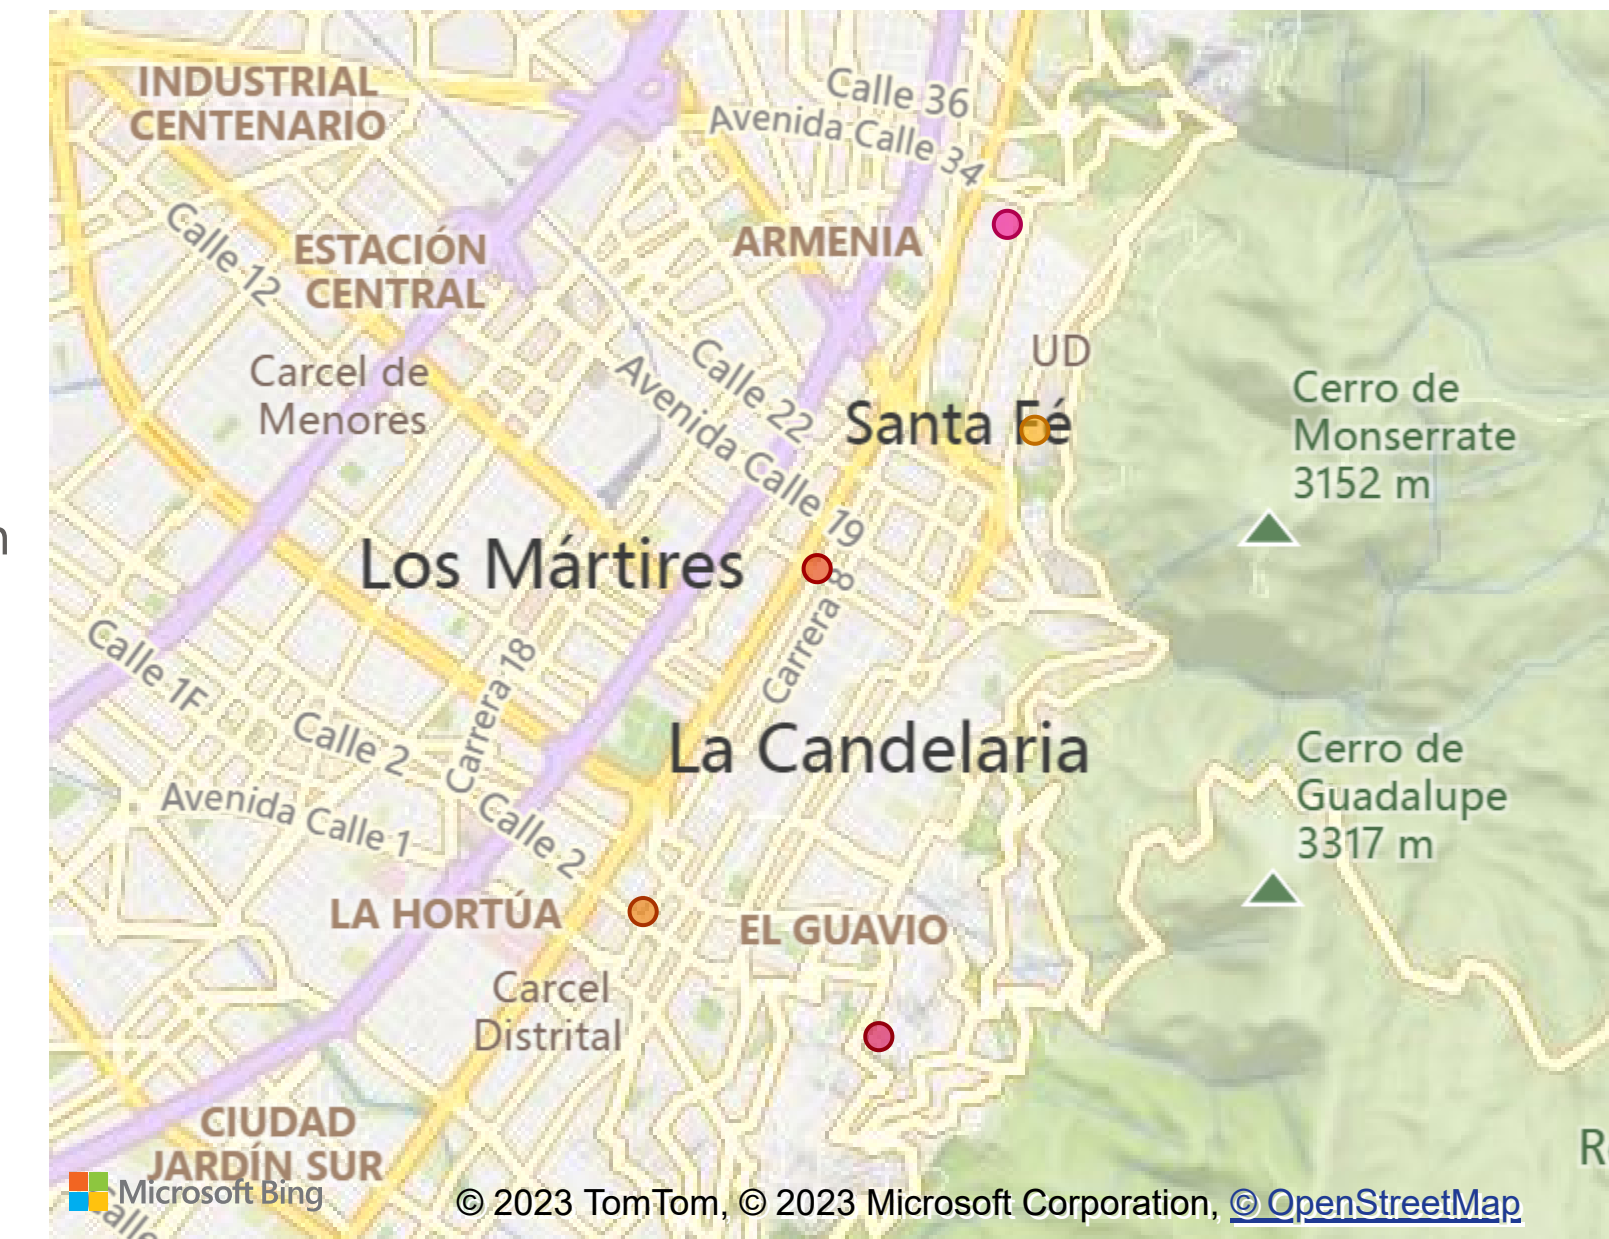 INDUSTRIAL
CENTENARIO
Calle 36
Avenida Calle 34
Calle 12
ESTACIÓN
CENTRAL
ARMENIA
Carcel de
Menores
Calle 22
Avenida Calle 19
UD
Santa Fé
Cerro de
Monserrate
3152 m
Los Mártires
Carrera 8
Calle 1F
Calle 2
Carrera 18
La Candelaria
Cerro de
Guadalupe
3317 m
Avenida Calle 1
Calle 2
LA HORTÚA
EL GUAVIO
Carcel
Distrital
CIUDAD
JARDÍN SUR
Microsoft Bing
© 2023 TomTom, © 2023 Microsoft Corporation, © OpenStreetMap